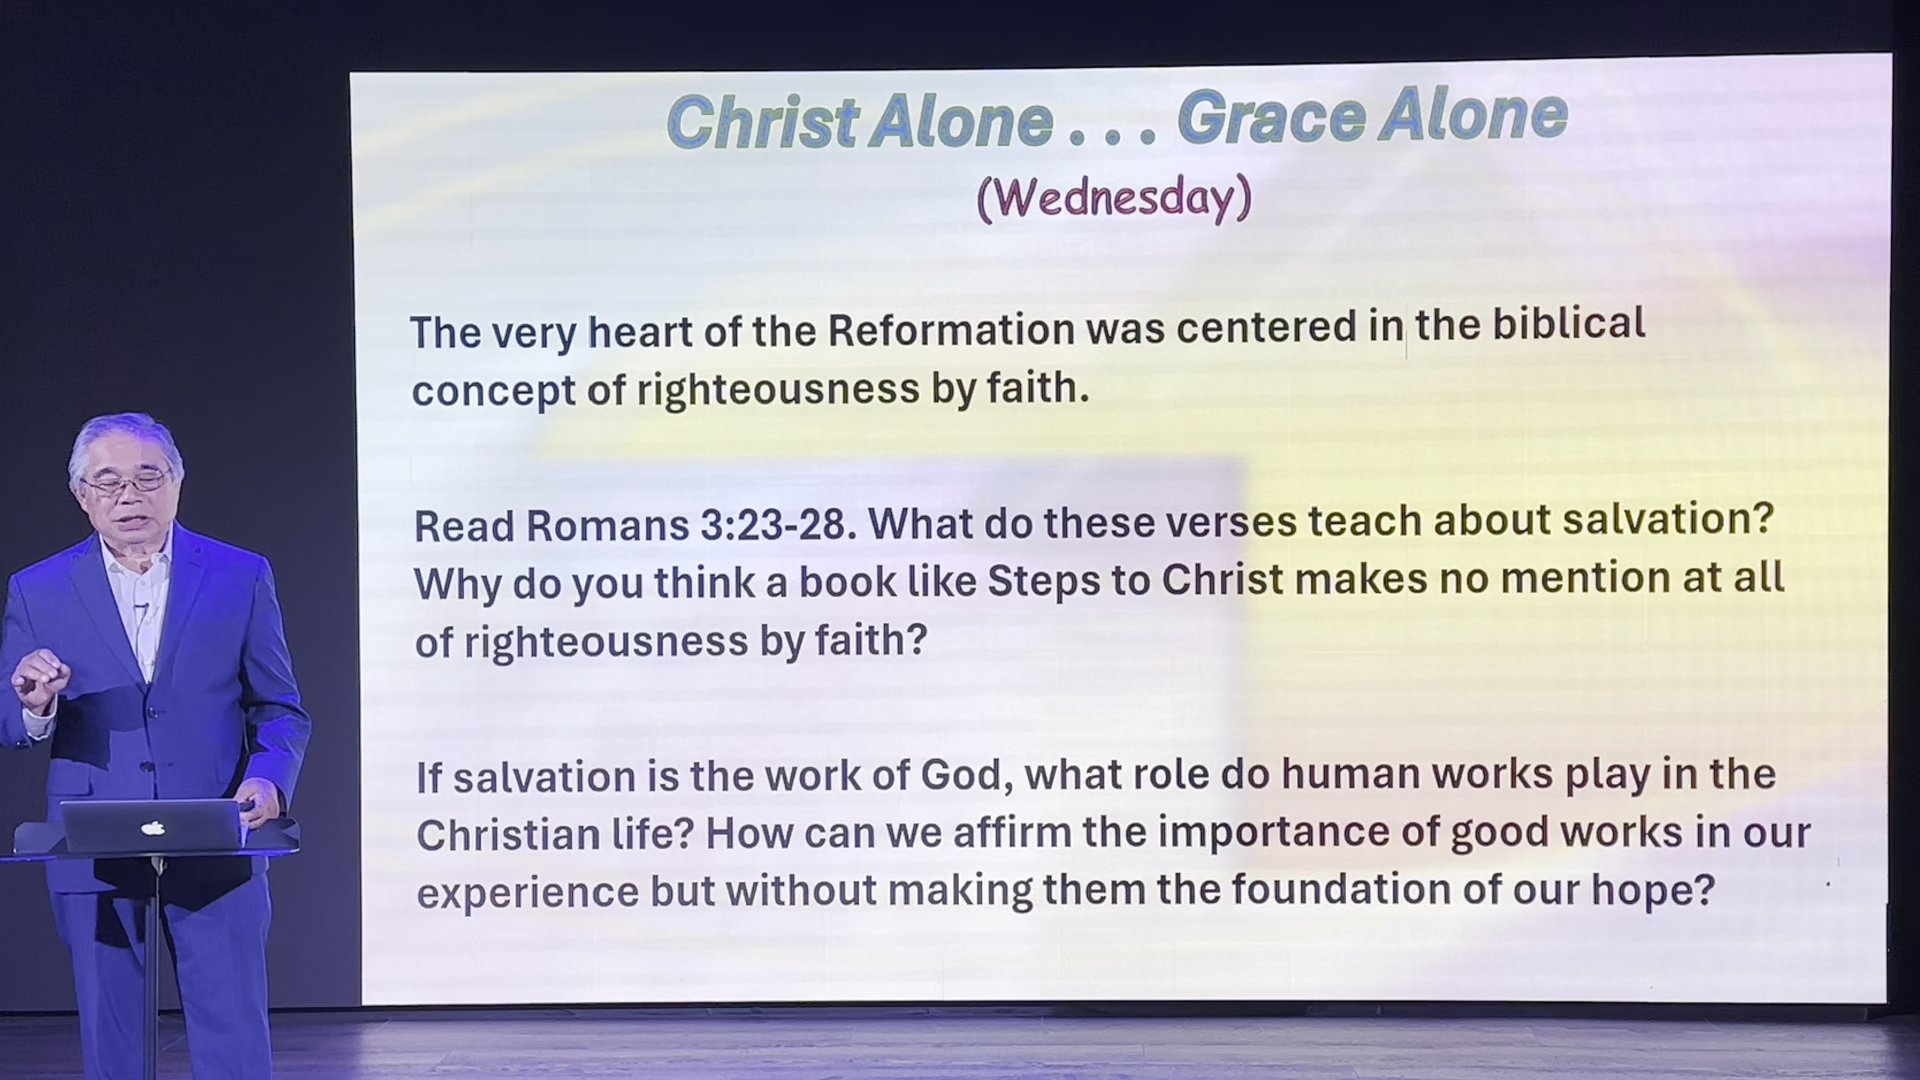 Christ Alone . . . Grace Alone
(Wednesday)
The very heart of the Reformation was centered in the biblical
concept of righteousness by faith.
Read Romans 3:23-28. What do these verses teach about salvation?
Why do you think a book like Steps to Christ makes no mention at all
of righteousness by faith?
If salvation is the work of God, what role do human works play in the
Christian life? How can we affirm the importance of good works in our
experience but without making them the foundation of our hope?